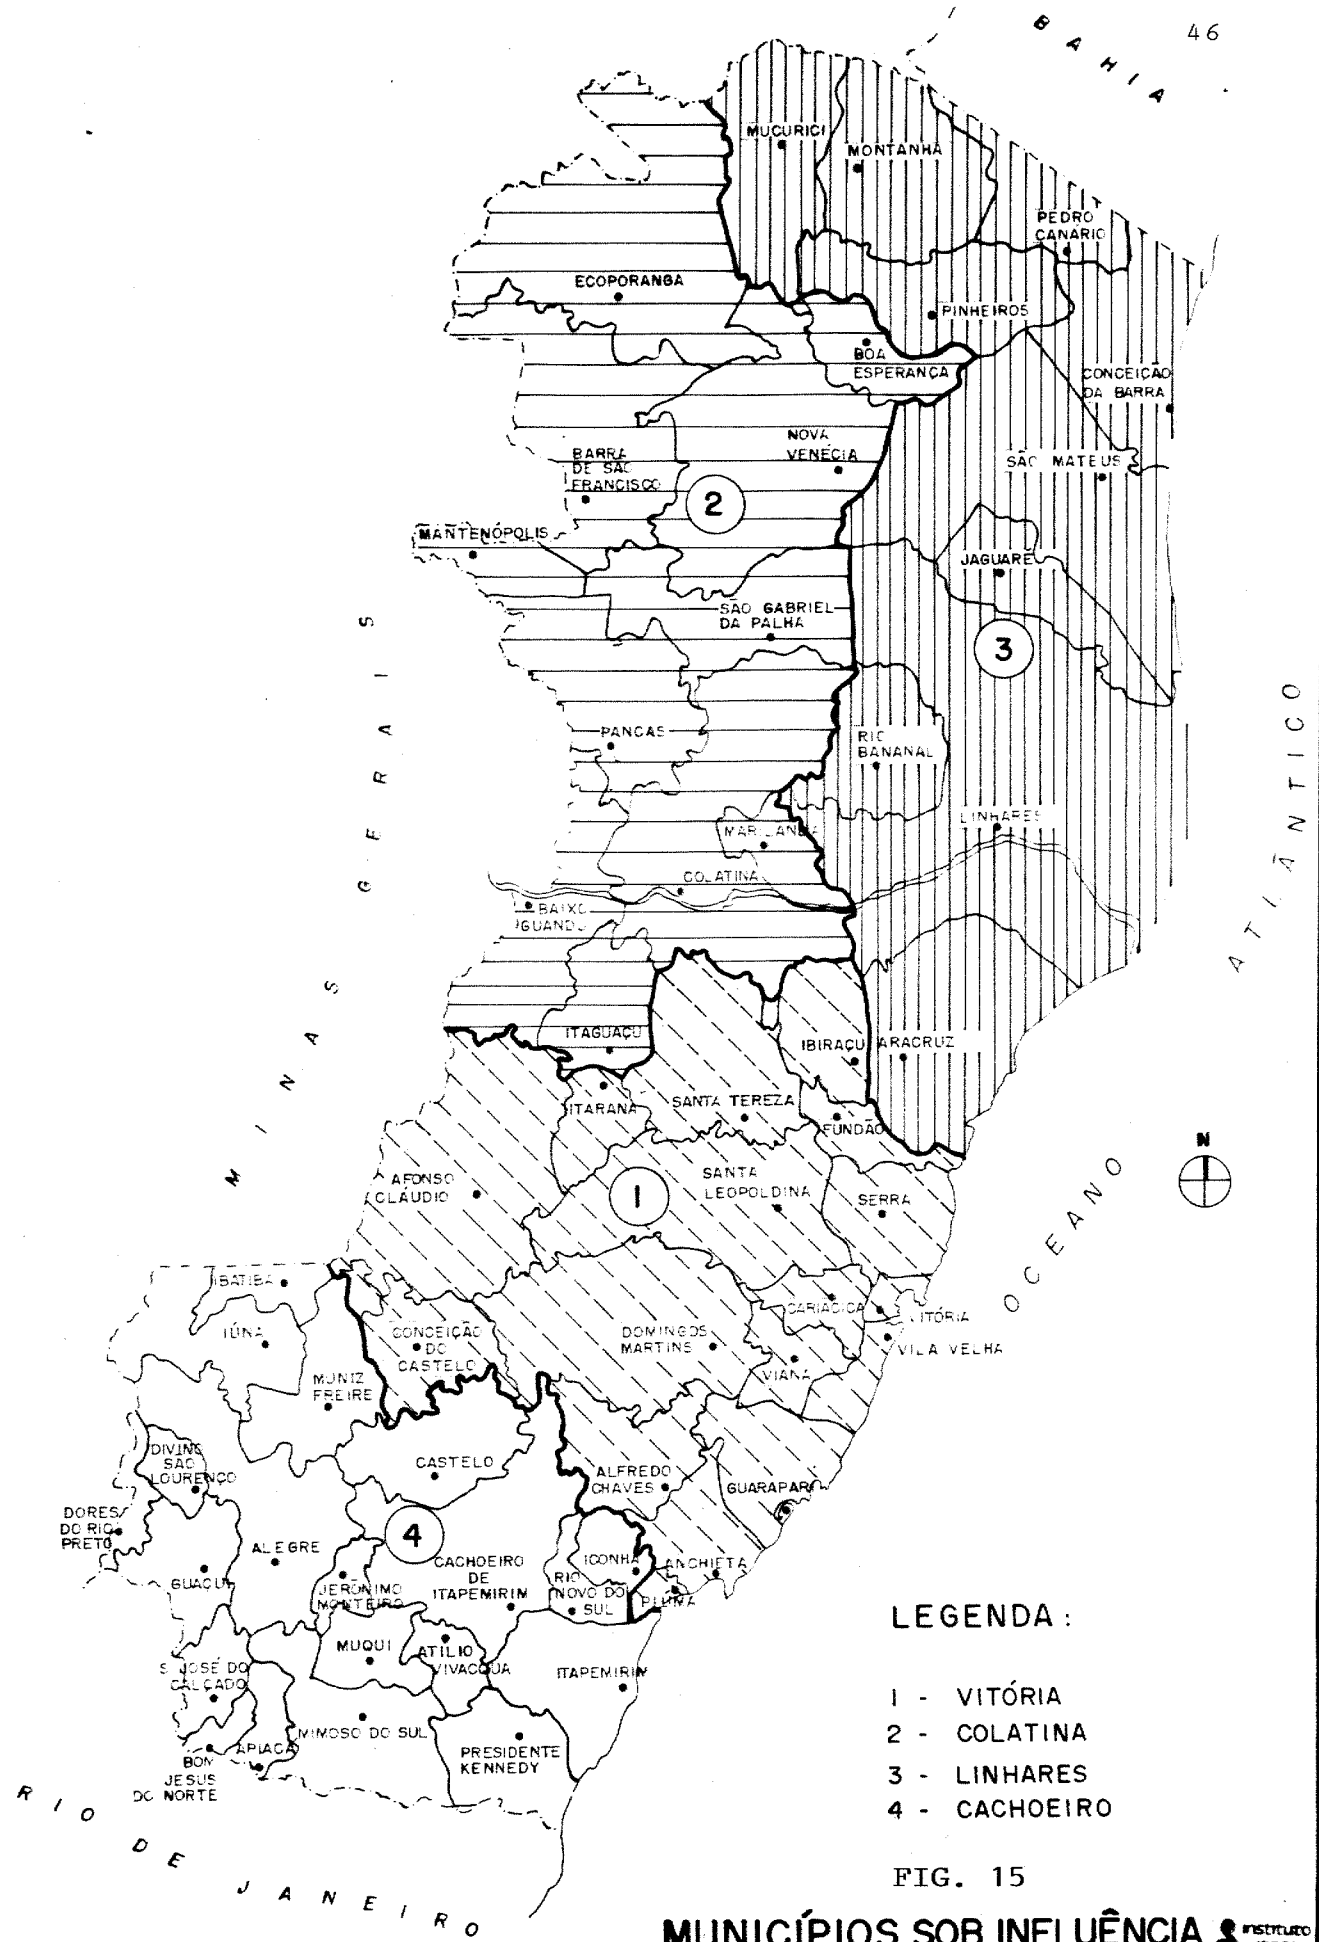 46
BAHIA
MUCURICI
MONTANHA
PEDRO
CANÁRIO
ECOPORANGA
PINHEIROS
BOA
ESPERANÇA
CONCEIÇÃO
DA BARRA
NOVA
VENÉCIA
BARRA
DE SÃO
FRANCISCO
SÃO MATEUS
2
MANTENÓPOLIS
JAGUARÉ
SÃO GABRIEL
DA PALHA
3
MINAS GERAIS
PANCAS
RIO
BANANAL
LINHARES
MARILÂNDIA
COLATINA
BAIXO
GUANDU
OCEANO ATLÂNTICO
ITAGUAÇU
IBIRAÇU
ARACRUZ
ITARANA
SANTA TEREZA
FUNDÃO
N
AFONSO
CLÁUDIO
1
SANTA
LEOPOLDINA
SERRA
IBATIBA
IÚNA
CONCEIÇÃO
DO
CASTELO
DOMINGOS
MARTINS
CARIACICA
VITÓRIA
VILA VELHA
VIANA
MUNIZ
FREIRE
DIVINO
SÃO
LOURENÇO
CASTELO
ALFREDO
CHAVES
GUARAPARI
DORES
DO RIO
PRETO
4
ALEGRE
CACHOEIRO
DE
ITAPEMIRIM
ICONHA
ANCHIETA
GUAÇUÍ
JERÔNIMO
MONTEIRO
RIO
NOVO DO
SUL
PIÚMA
MUQUI
ATÍLIO
VIVACQUA
ITAPEMIRIM
S. JOSÉ DO
CALÇADO
MIMOSO DO SUL
APIACÁ
PRESIDENTE
KENNEDY
BOM
JESUS
DO NORTE
RIO DE JANEIRO
LEGENDA:
1 - VITÓRIA
2 - COLATINA
3 - LINHARES
4 - CACHOEIRO
FIG. 15
MUNICÍPIOS SOB INFLUÊNCIA
INSTITUTO